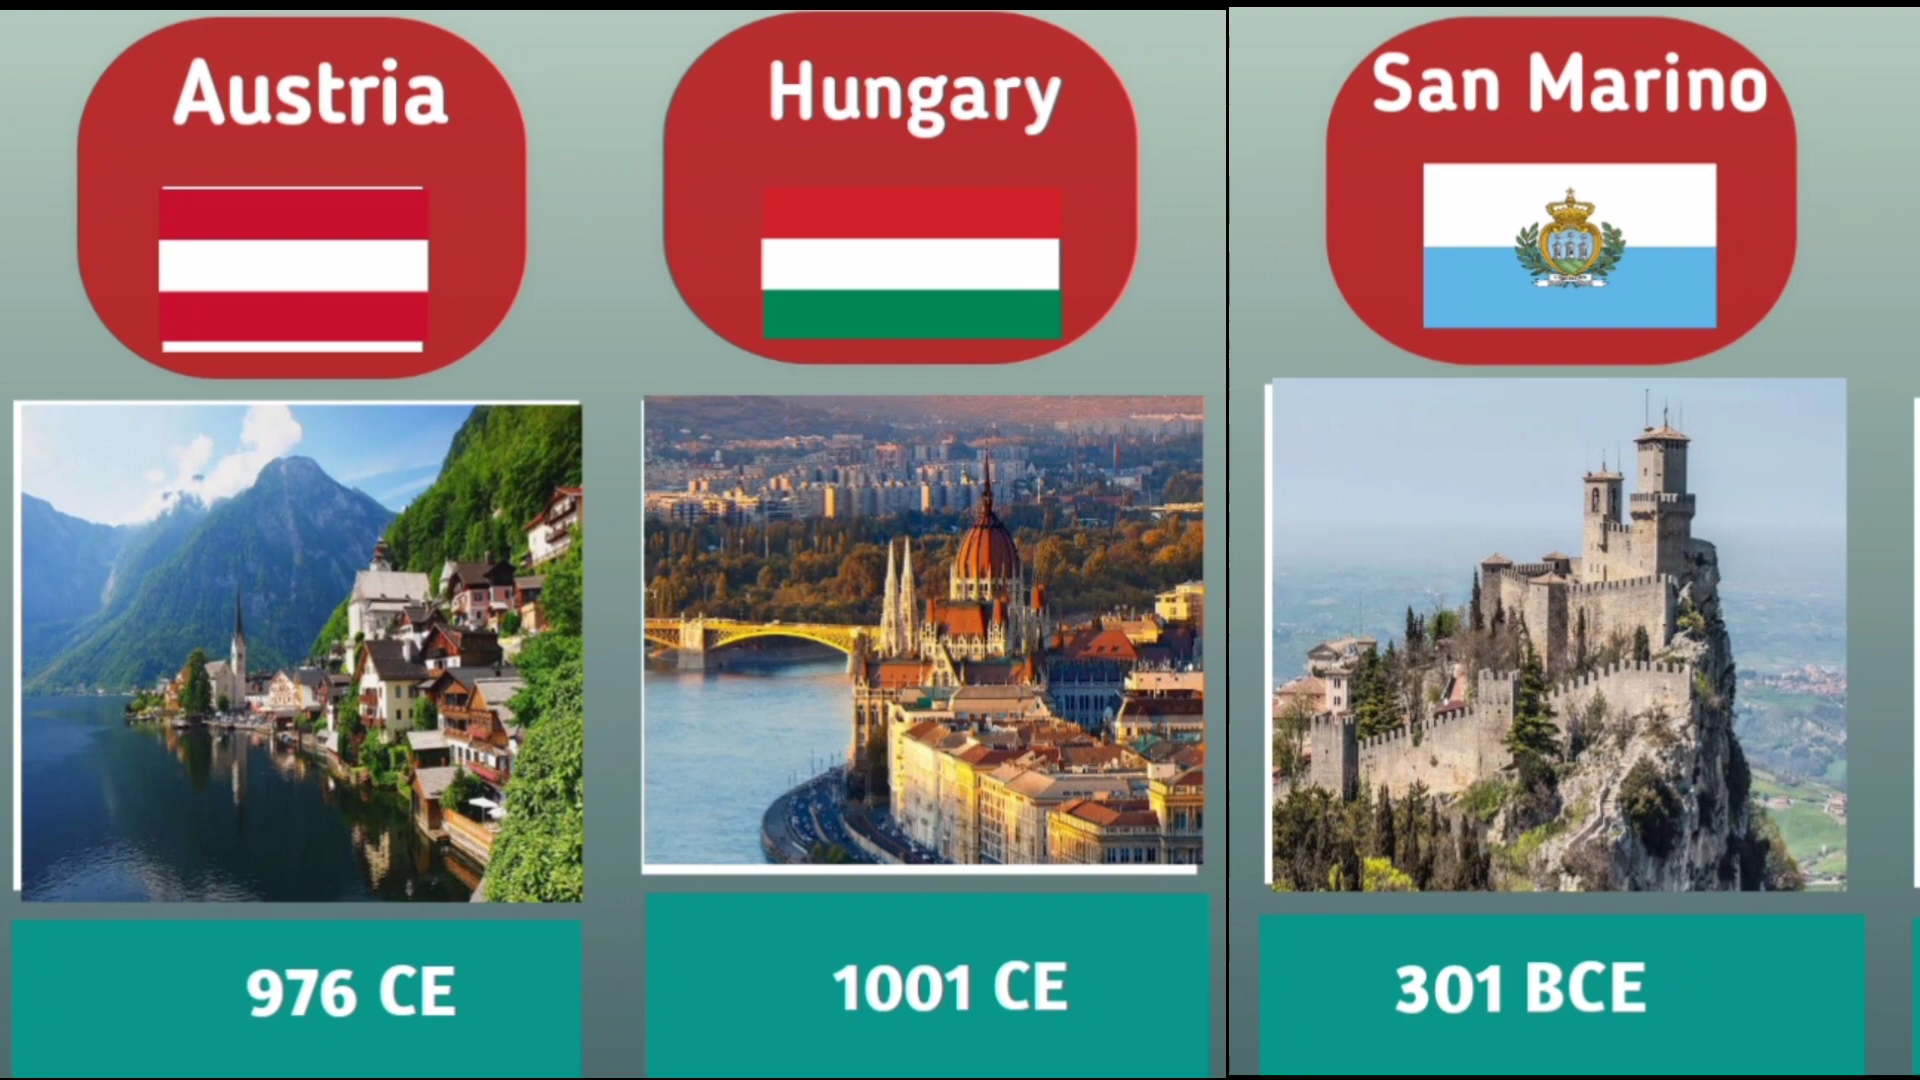 Austria
976 CE
Hungary
1001 CE
San Marino
301 BCE